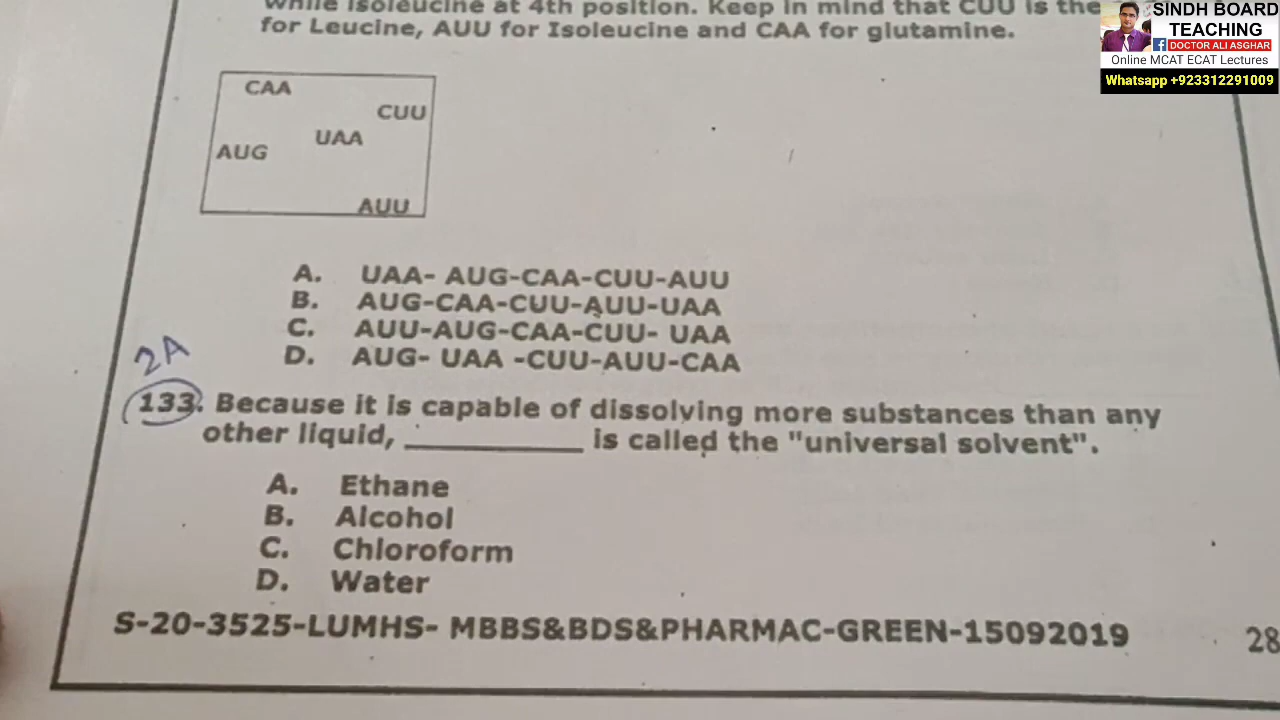 while Isoleucine at 4th position. Keep in mind that CUU is the
for Leucine, AUU for Isoleucine and CAA for glutamine.
SINDH BOARD
TEACHING
DOCTOR ALI ASGHAR
Online MCAT ECAT Lectures
Whatsapp +923312291009
CAA
CUU
UAA
AUG
AUU
A. UAA- AUG-CAA-CUU-AUU
B. AUG-CAA-CUU-AUU-UAA
C. AUU-AUG-CAA-CUU- UAA
D. AUG- UAA -CUU-AUU-CAA
2A
133. Because it is capable of dissolving more substances than any
other liquid, __________ is called the "universal solvent".
A. Ethane
B. Alcohol
C. Chloroform
D. Water
S-20-3525-LUMHS- MBBS&BDS&PHARMAC-GREEN-15092019
28